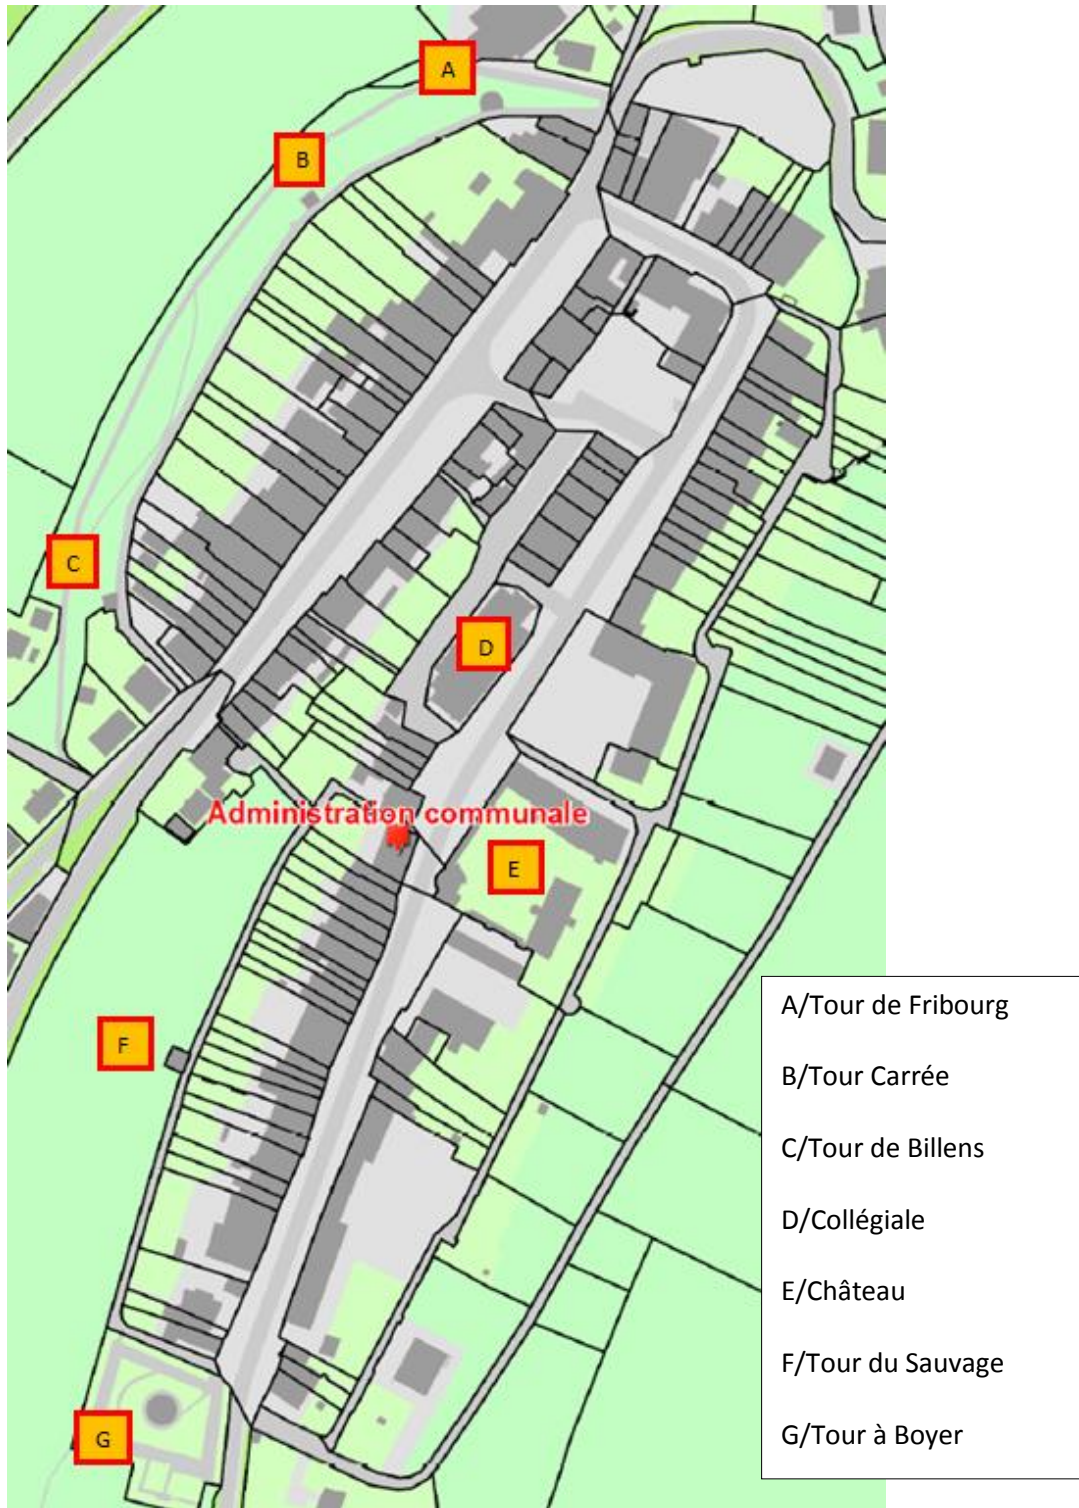 A
B
C
D
Administration communale
E
F
G
A/Tour de Fribourg
B/Tour Carrée
C/Tour de Billens
D/Collégiale
E/Château
F/Tour du Sauvage
G/Tour à Boyer